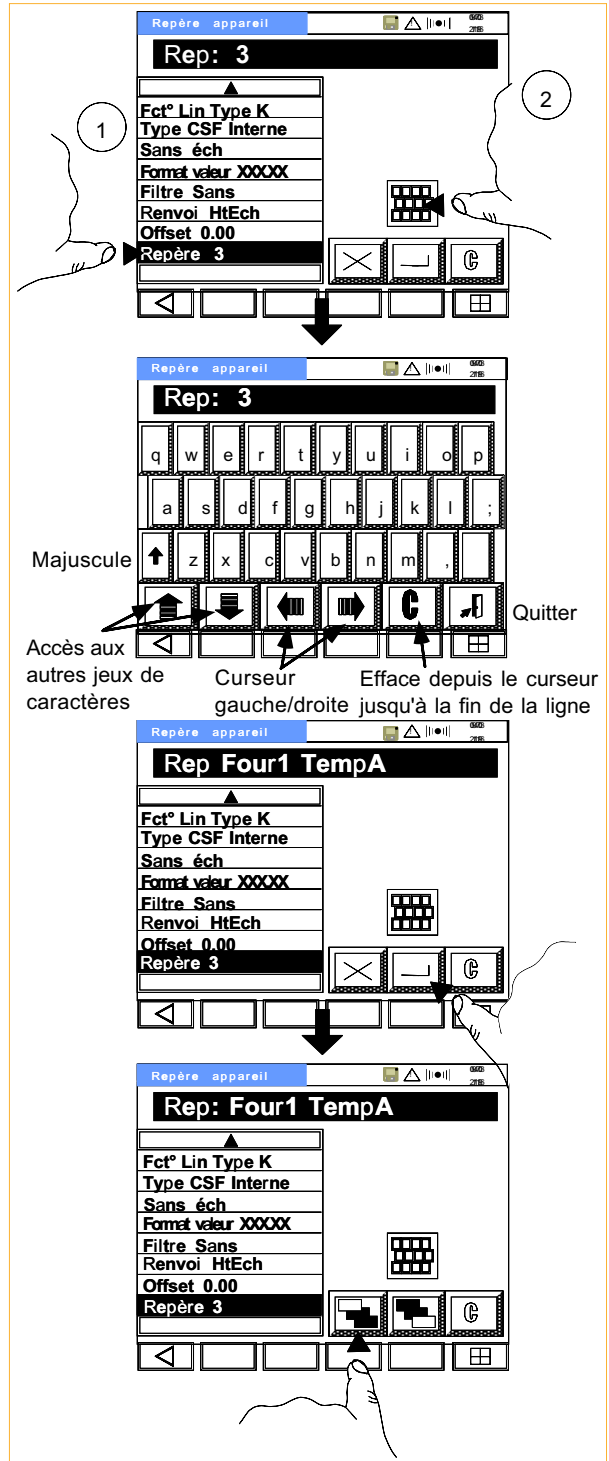 Repère appareil
Rep: 3
1
2
Fct° Lin Type K
Type CSF Interne
Sans éch
Format valeur XXXXX
Filtre Sans
Renvoi HtEch
Offset 0.00
Repère 3
C
Repère appareil
Rep: 3
q w e r t y u i o p
a s d f g h j k l ;
Majuscule
z x c v b n m ,
C
Quitter
Accès aux
autres jeux de
caractères
Curseur
gauche/droite
Efface depuis le curseur
jusqu'à la fin de la ligne
Repère appareil
Rep Four1 TempA
Fct° Lin Type K
Type CSF Interne
Sans éch
Format valeur XXXXX
Filtre Sans
Renvoi HtEch
Offset 0.00
Repère 3
C
Repère appareil
Rep: Four1 TempA
Fct° Lin Type K
Type CSF Interne
Sans éch
Format valeur XXXXX
Filtre Sans
Renvoi HtEch
Offset 0.00
Repère 3
C